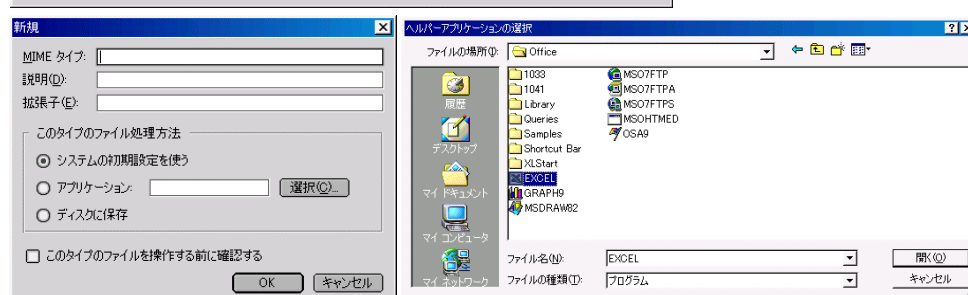 新規
MIME タイプ:
説明(D):
拡張子(E):
このタイプのファイル処理方法
システムの初期設定を使う
アプリケーション:
選択(C)...
ディスクに保存
このタイプのファイルを操作する前に確認する
OK
キャンセル
ヘルパーアプリケーションの選択
ファイルの場所(I):
Office
履歴
デスクトップ
マイ ドキュメント
マイ コンピュータ
マイ ネットワーク
1033
1041
Library
Queries
Samples
Shortcut Bar
XLStart
EXCEL
GRAPH9
MSDRAW82
MSO7FTP
MSO7FTPA
MSO7FTPS
MSOHTMED
OSA9
ファイル名(N):
EXCEL
開く(O)
ファイルの種類(T):
プログラム
キャンセル